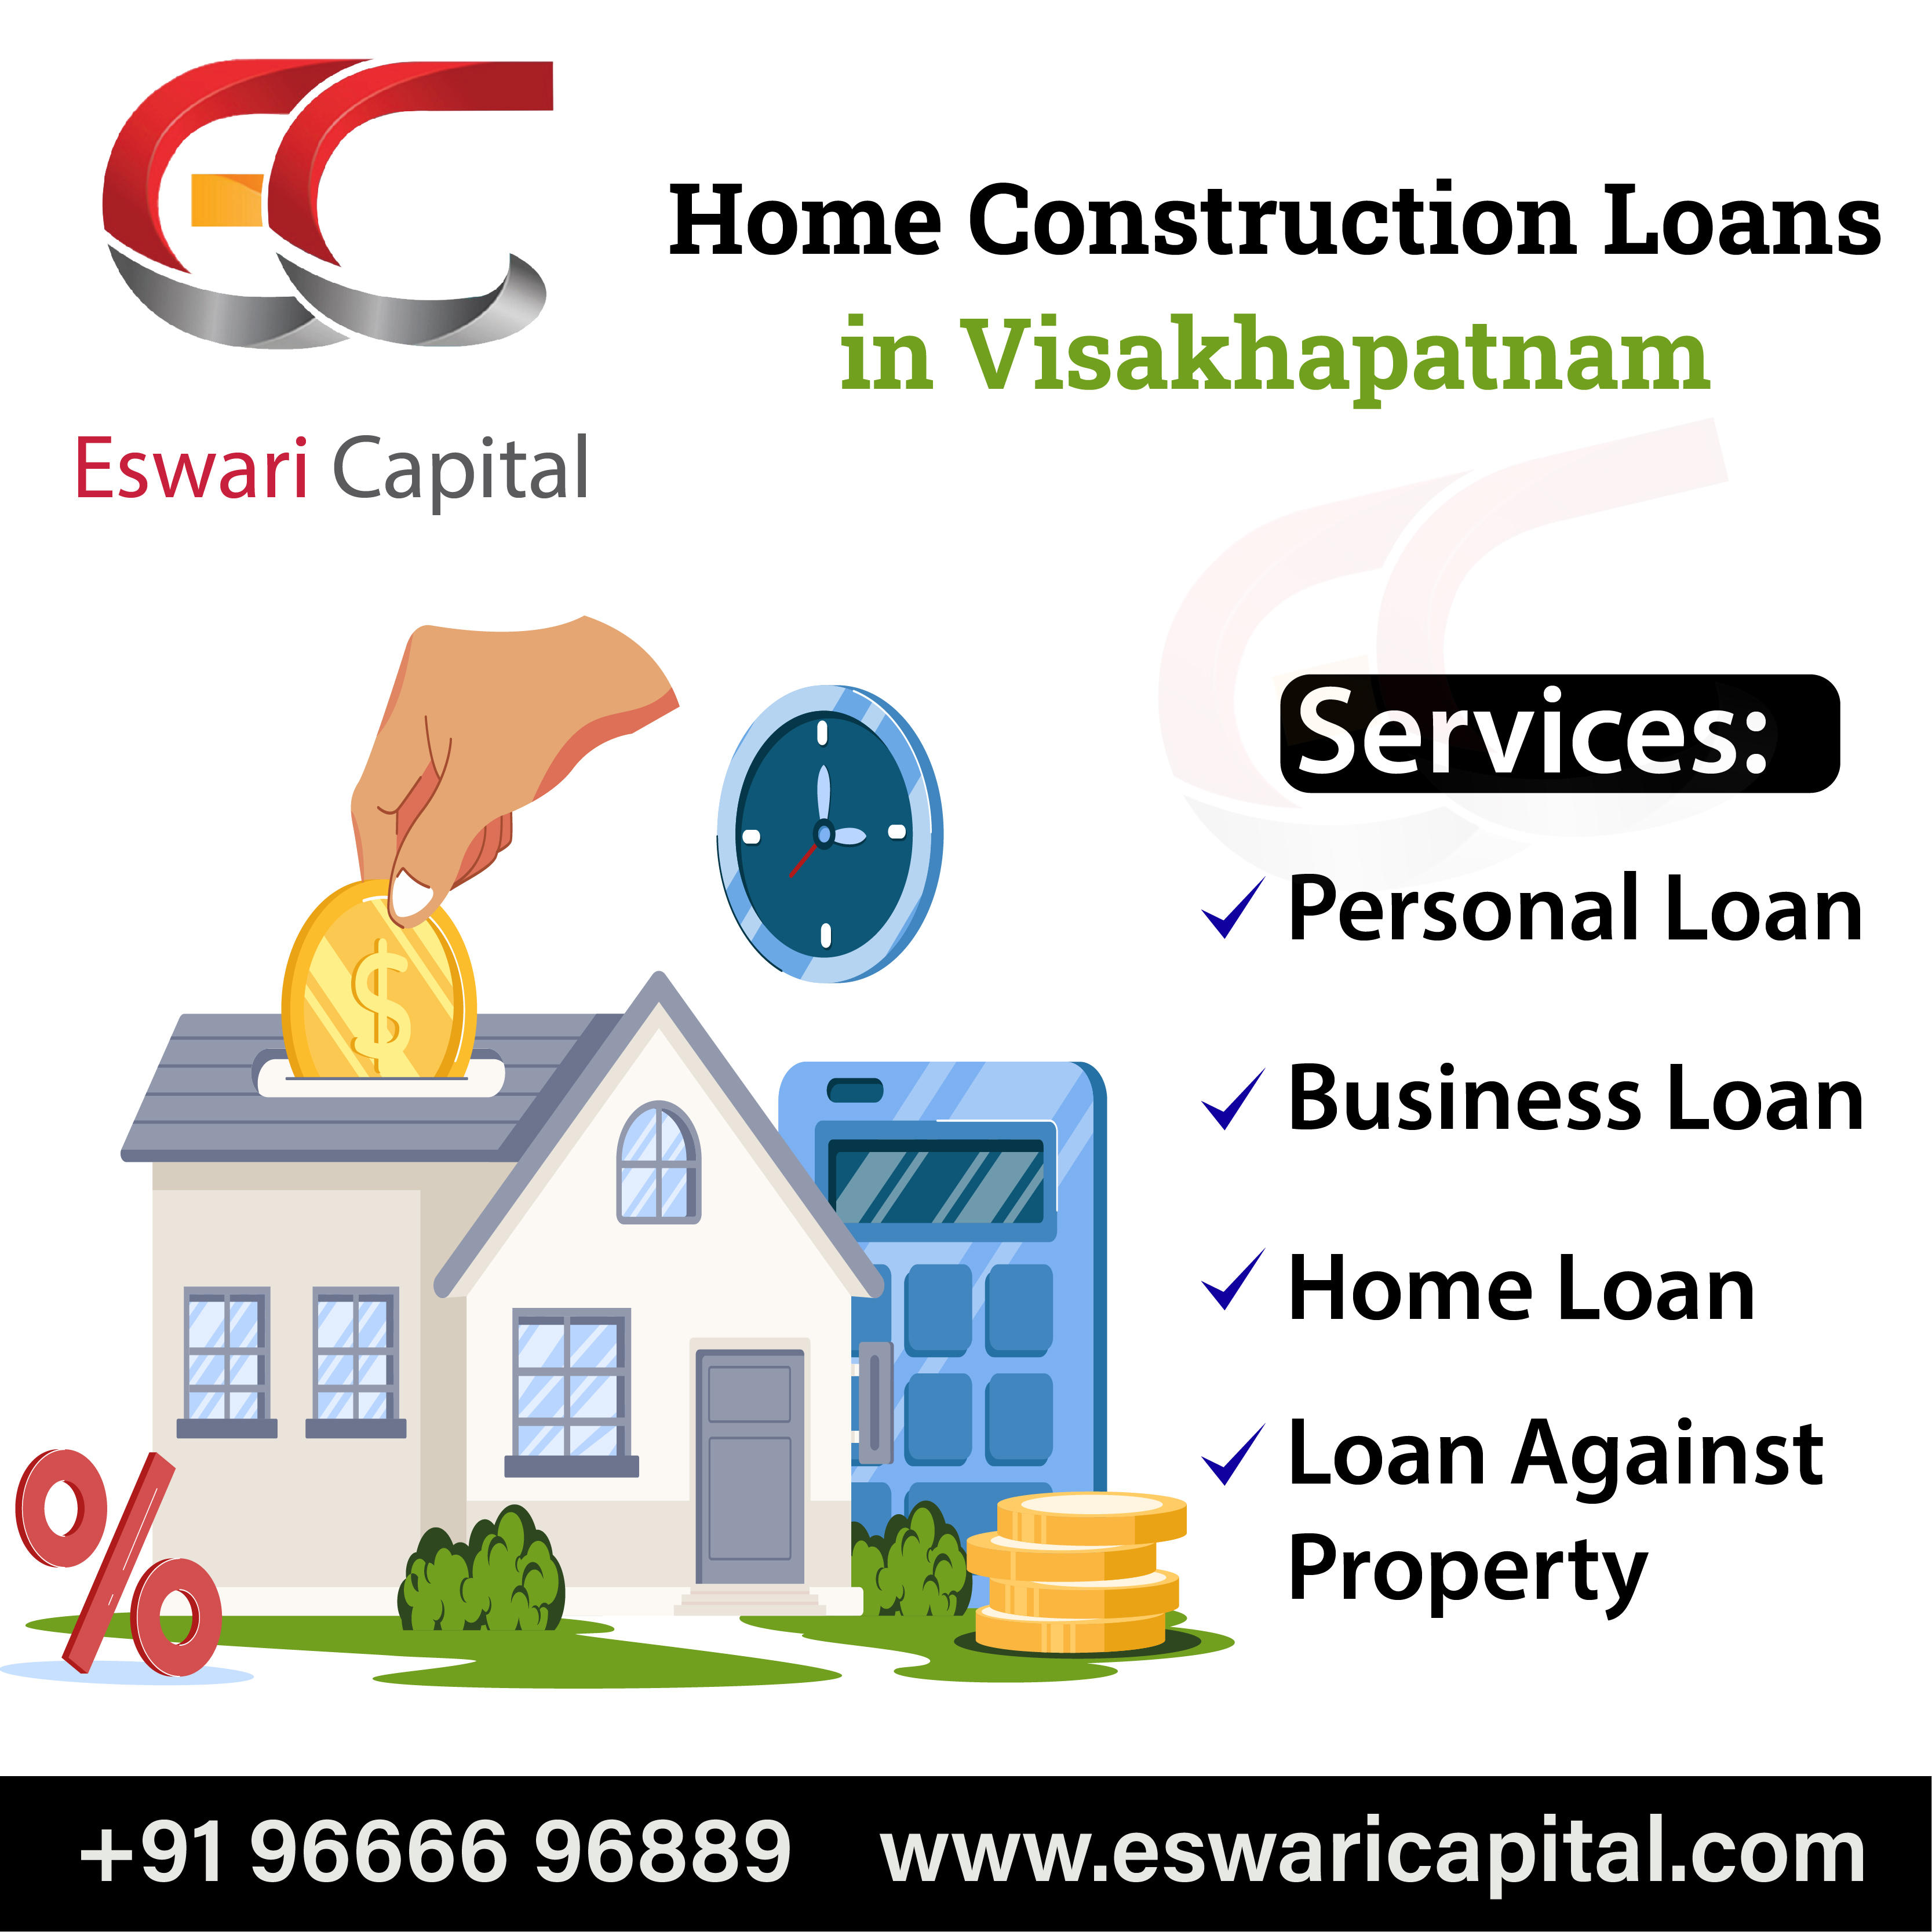 Home Construction Loans
in Visakhapatnam
Eswari Capital
Services:
Personal Loan
Business Loan
Home Loan
Loan Against
Property
$
%
+91 96666 96889 www.eswaricapital.com